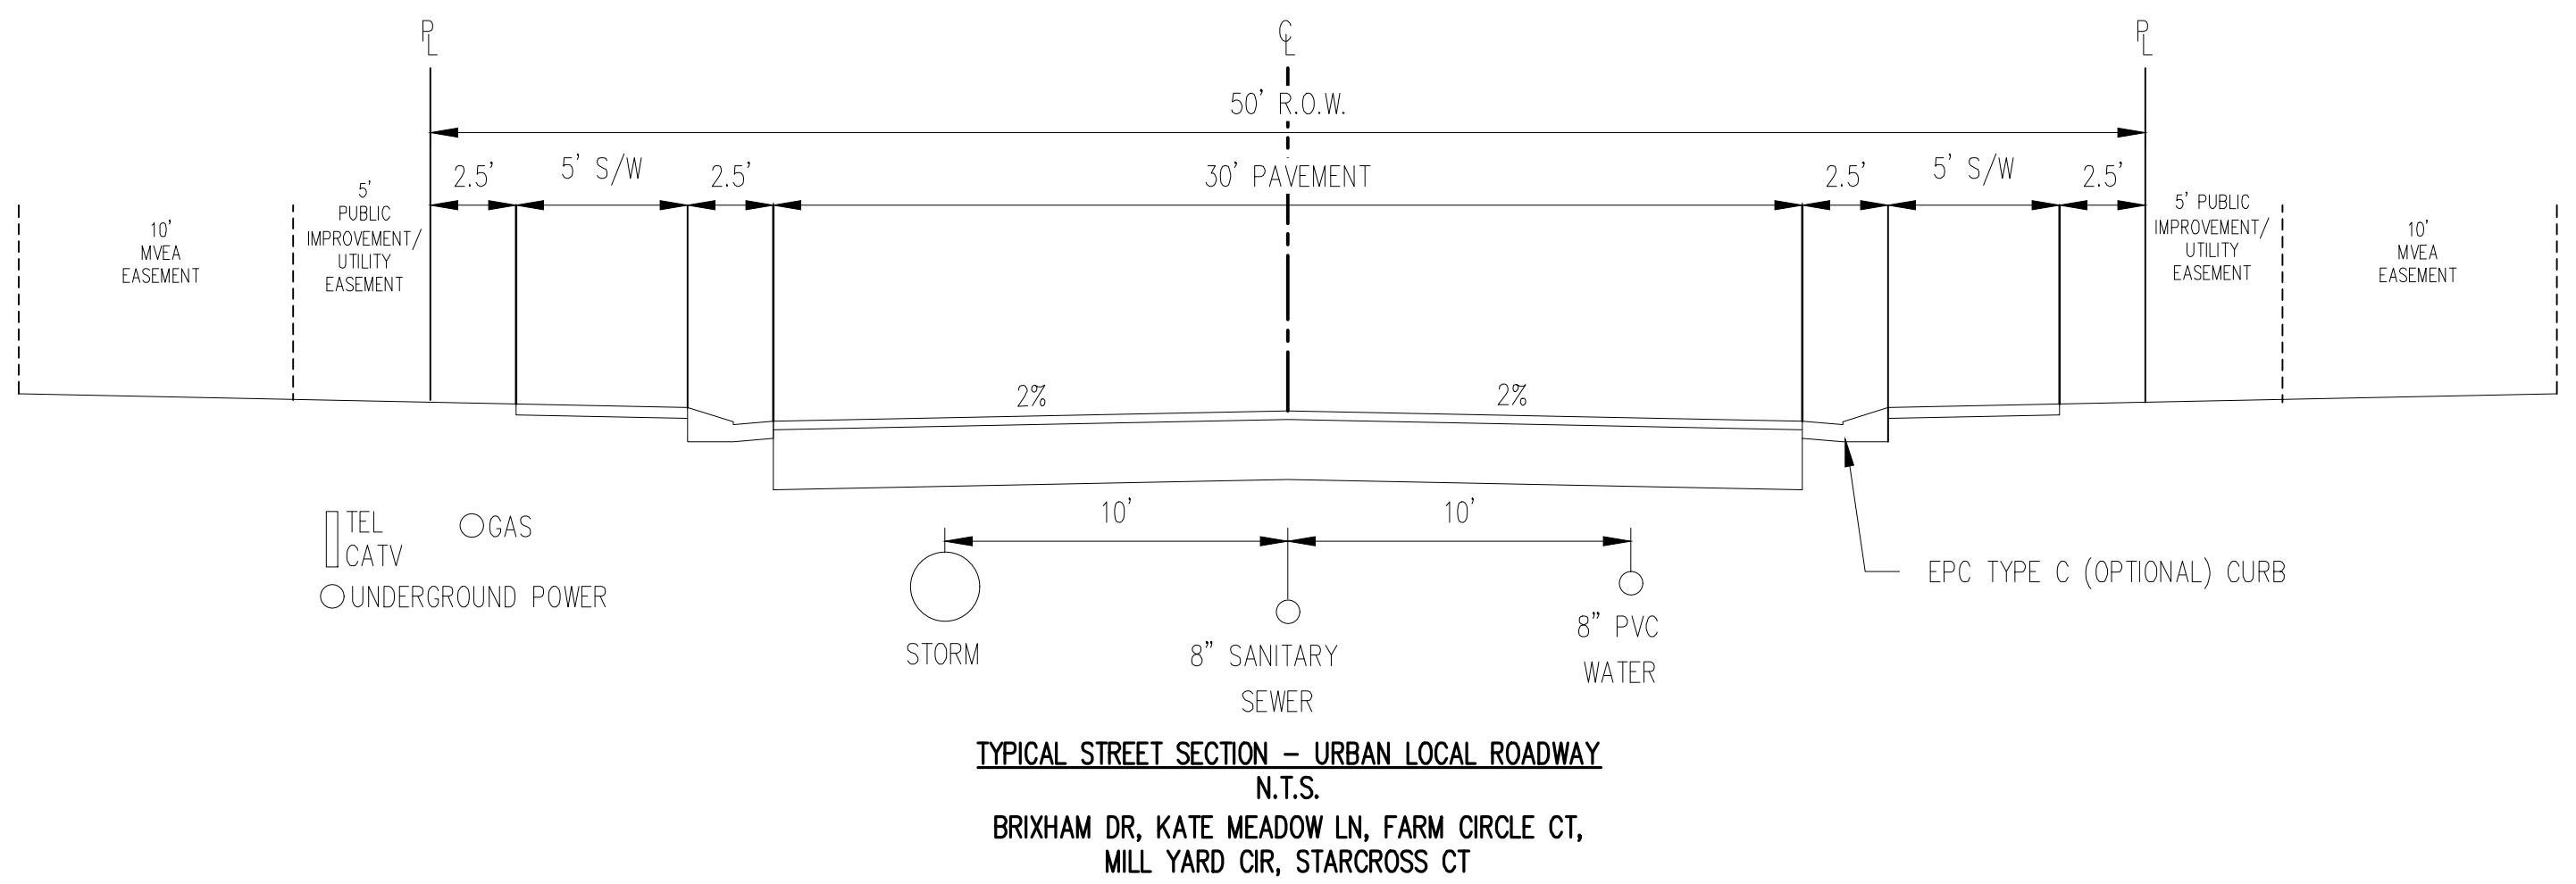 PL
CL
PL
50' R.O.W.
2.5'
5' S/W
2.5'
30' PAVEMENT
2.5'
5' S/W
2.5'
10'
MVEA
EASEMENT
5'
PUBLIC
IMPROVEMENT/
UTILITY
EASEMENT
5' PUBLIC
IMPROVEMENT/
UTILITY
EASEMENT
10'
MVEA
EASEMENT
2%
2%
10'
10'
TEL
CATV
GAS
UNDERGROUND POWER
STORM
8" SANITARY
SEWER
8" PVC
WATER
EPC TYPE C (OPTIONAL) CURB
TYPICAL STREET SECTION – URBAN LOCAL ROADWAY
N.T.S.
BRIXHAM DR, KATE MEADOW LN, FARM CIRCLE CT,
MILL YARD CIR, STARCROSS CT